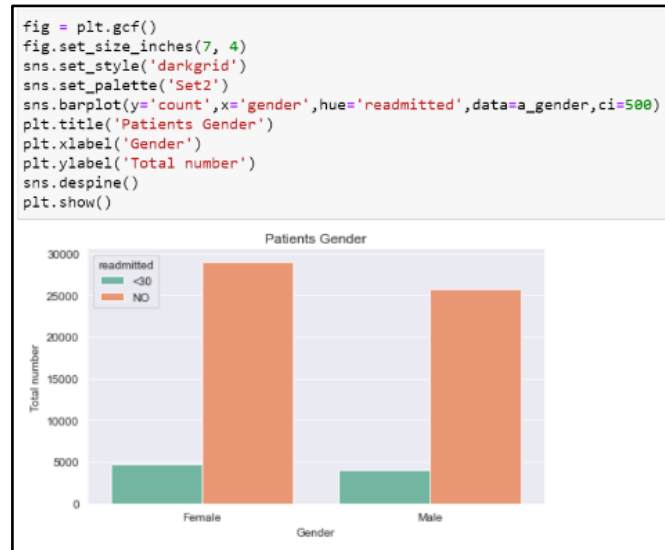 fig = plt.gcf()
fig.set_size_inches(7, 4)
sns.set_style('darkgrid')
sns.set_palette('Set2')
sns.barplot(y='count',x='gender',hue='readmitted',data=a_gender,ci=500)
plt.title('Patients Gender')
plt.xlabel('Gender')
plt.ylabel('Total number')
sns.despine()
plt.show()
Patients Gender
30000
25000
20000
15000
10000
5000
0
Total number
readmitted
<30
NO
Female
Male
Gender